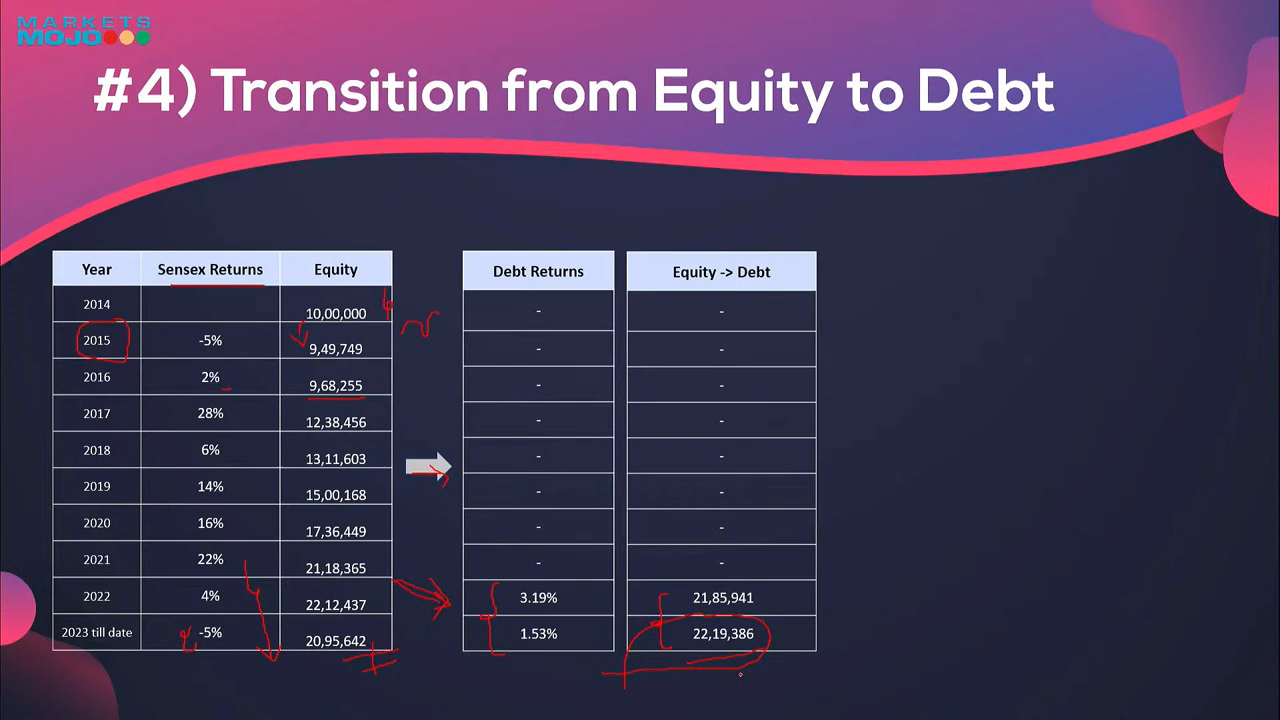 MARKETS
MOJO
#4) Transition from Equity to Debt
Year Sensex Returns Equity Debt Returns Equity -> Debt
2014 10,00,000 - -
2015 -5% 9,49,749 - -
2016 2% 9,68,255 - -
2017 28% 12,38,456 - -
2018 6% 13,11,603 - -
2019 14% 15,00,168 - -
2020 16% 17,36,449 - -
2021 22% 21,18,365 - -
2022 4% 22,12,437 3.19% 21,85,941
2023 till date -5% 20,95,642 1.53% 22,19,386